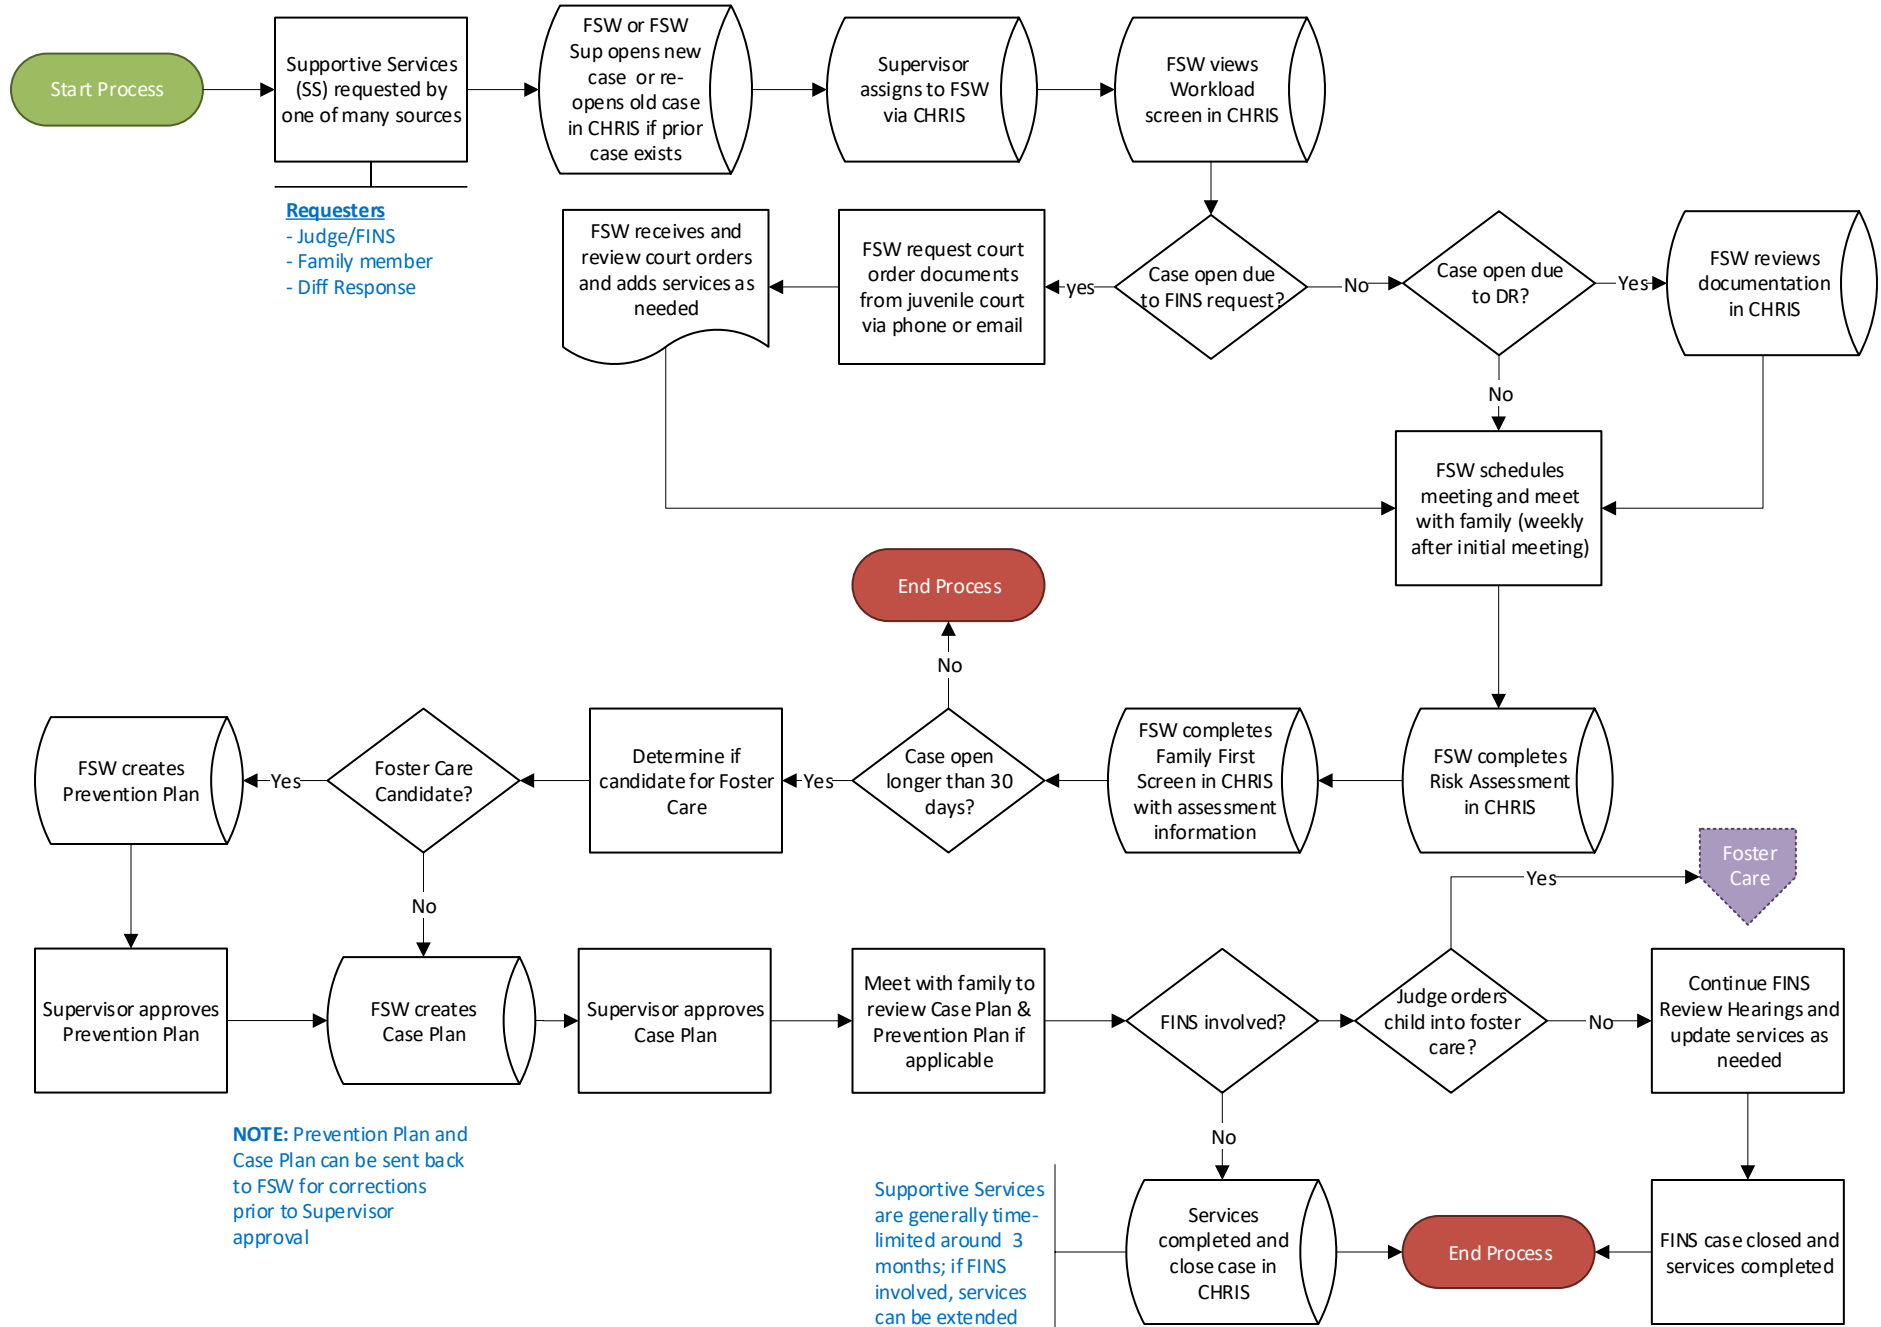 Start Process
Supportive Services
(SS) requested by
one of many sources
FSW or FSW
Sup opens new
case or re-
opens old case
in CHRIS if prior
case exists
Supervisor
assigns to FSW
via CHRIS
FSW views
Workload
screen in CHRIS
Requesters
- Judge/FINS
- Family member
- Diff Response
FSW receives and
review court orders
and adds services as
needed
FSW request court
order documents
from juvenile court
via phone or email
yes
Case open due
to FINS request?
No
Case open due
to DR?
Yes
FSW reviews
documentation
in CHRIS
No
FSW schedules
meeting and meet
with family (weekly
after initial meeting)
End Process
No
FSW creates
Prevention Plan
Yes
Foster Care
Candidate?
Determine if
candidate for Foster
Care
Yes
Case open
longer than 30
days?
FSW completes
Family First
Screen in CHRIS
with assessment
information
FSW completes
Risk Assessment
in CHRIS
Foster
Care
Yes
No
Supervisor approves
Prevention Plan
FSW creates
Case Plan
Supervisor approves
Case Plan
Meet with family to
review Case Plan &
Prevention Plan if
applicable
FINS involved?
Judge orders
child into foster
care?
No
Continue FINS
Review Hearings and
update services as
needed
NOTE: Prevention Plan and
Case Plan can be sent back
to FSW for corrections
prior to Supervisor
approval
No
Supportive Services
are generally time-
limited around 3
months; if FINS
involved, services
can be extended
Services
completed and
close case in
CHRIS
End Process
FINS case closed and
services completed